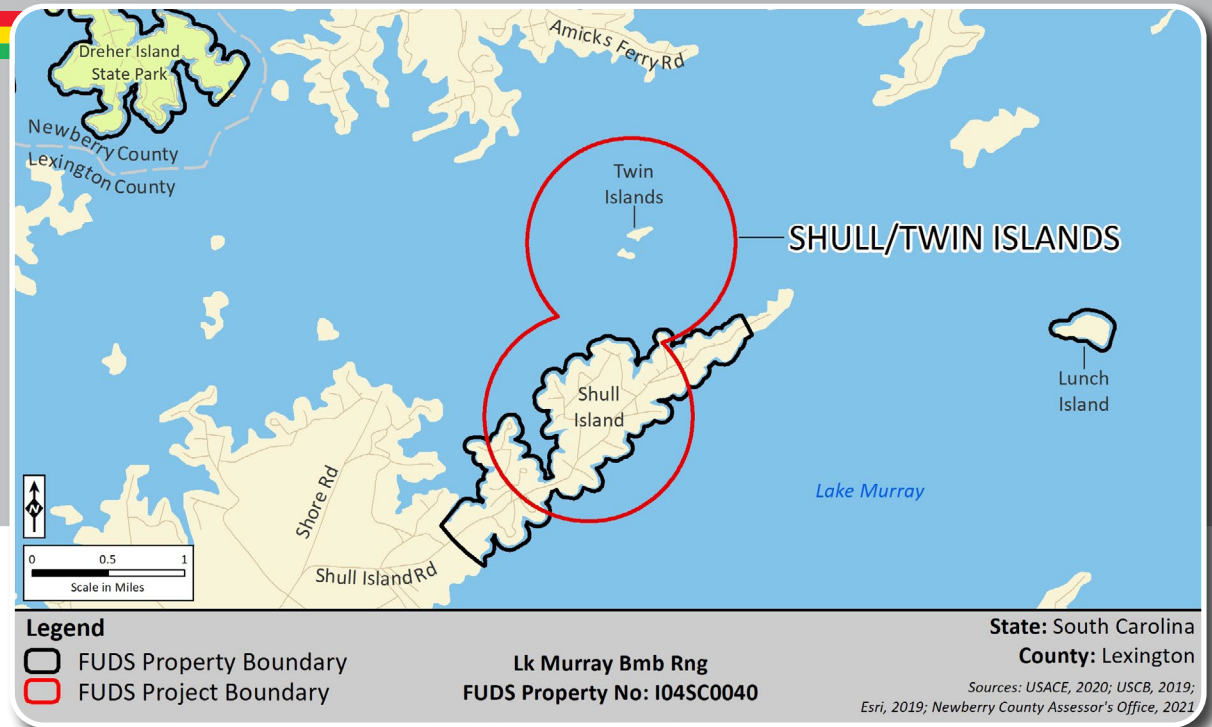 Amicks Ferry Rd
Dreher Island
State Park
Newberry County
Lexington County
Twin
Islands
SHULL/TWIN ISLANDS
Shull
Island
Lunch
Island
Lake Murray
Shore Rd
Shull Island Rd
N
0 0.5 1
Scale in Miles
Legend
FUDS Property Boundary
FUDS Project Boundary
Lk Murray Bmb Rng
FUDS Property No: I04SC0040
State: South Carolina
County: Lexington
Sources: USACE, 2020; USCB, 2019;
Esri, 2019; Newberry County Assessor's Office, 2021